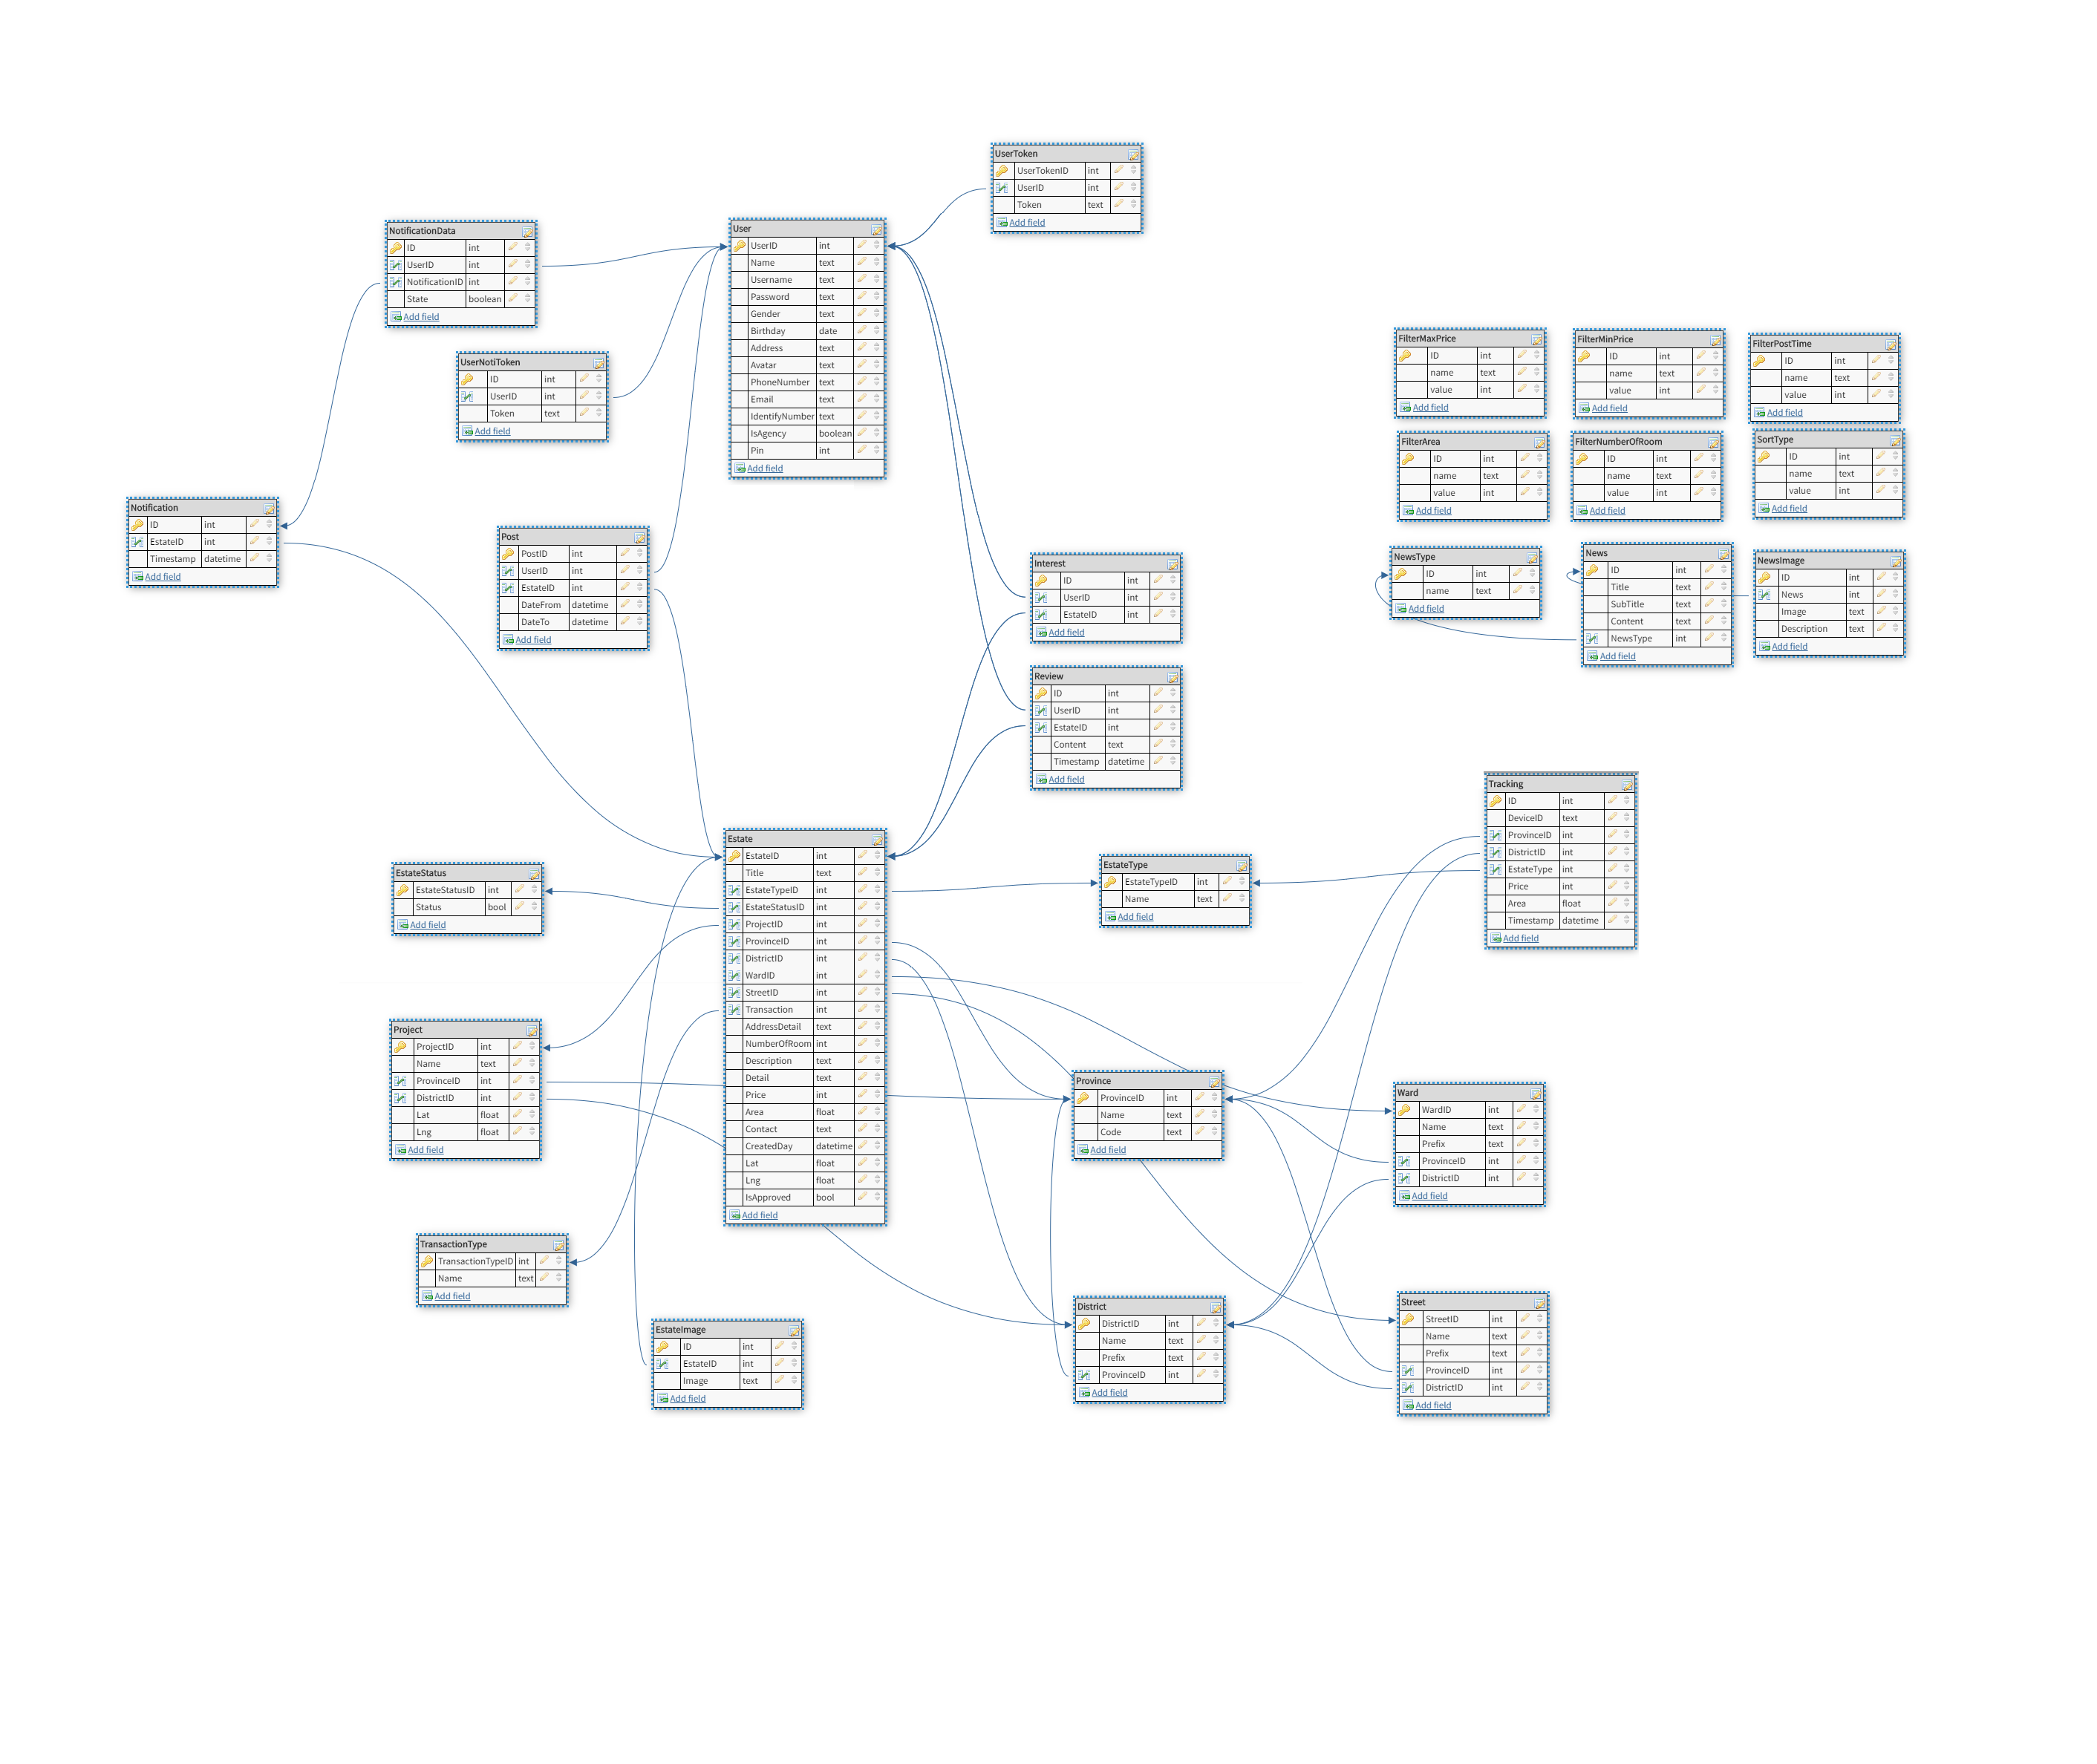 UserToken
UserTokenID int
UserID int
Token text
Add field
NotificationData
ID int
UserID int
NotificationID int
State boolean
Add field
User
UserID int
Name text
Username text
Password text
Gender text
Birthday date
Address text
Avatar text
PhoneNumber text
Email text
IdentifyNumber text
IsAgency boolean
Pin int
Add field
UserNotiToken
ID int
UserID int
Token text
Add field
FilterMaxPrice
ID int
name text
value int
Add field
FilterMinPrice
ID int
name text
value int
Add field
FilterPostTime
ID int
name text
value int
Add field
FilterArea
ID int
name text
value int
Add field
FilterNumberOfRoom
ID int
name text
value int
Add field
SortType
ID int
name text
value int
Add field
Notification
ID int
EstateID int
Timestamp datetime
Add field
Post
PostID int
UserID int
EstateID int
DateFrom datetime
DateTo datetime
Add field
Interest
ID int
UserID int
EstateID int
Add field
NewsType
ID int
name text
Add field
News
ID int
Title text
SubTitle text
Content text
NewsType int
Add field
NewsImage
ID int
News int
Image text
Description text
Add field
Review
ID int
UserID int
EstateID int
Content text
Timestamp datetime
Add field
Tracking
ID int
DeviceID text
ProvinceID int
DistrictID int
EstateType int
Price int
Area float
Timestamp datetime
Add field
Estate
EstateID int
Title text
EstateTypeID int
EstateStatusID int
ProjectID int
ProvinceID int
DistrictID int
WardID int
StreetID int
Transaction int
AddressDetail text
NumberOfRoom int
Description text
Detail text
Price int
Area float
Contact text
CreatedDay datetime
Lat float
Lng float
IsApproved bool
Add field
EstateStatus
EstateStatusID int
Status bool
Add field
EstateType
EstateTypeID int
Name text
Add field
Project
ProjectID int
Name text
ProvinceID int
DistrictID int
Lat float
Lng float
Add field
Province
ProvinceID int
Name text
Code text
Add field
Ward
WardID int
Name text
Prefix text
ProvinceID int
DistrictID int
Add field
TransactionType
TransactionTypeID int
Name text
Add field
EstateImage
ID int
EstateID int
Image text
Add field
District
DistrictID int
Name text
Prefix text
ProvinceID int
Add field
Street
StreetID int
Name text
Prefix text
ProvinceID int
DistrictID int
Add field